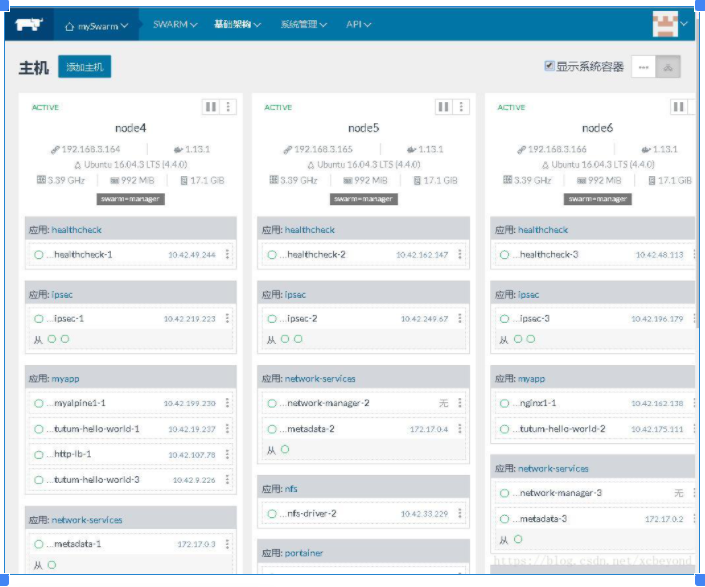 mySwarm SWARM 基础架构 系统管理 API
主机 添加主机 显示系统容器
ACTIVE
node4
192.168.3.164 1.13.1
Ubuntu 16.04.3 LTS (4.4.0)
3.39 GHz 992 MiB 17.1 GiB
swarm=manager
应用: healthcheck
...healthcheck-1 10.42.49.244
应用: ipsec
...ipsec-1 10.42.219.223
从
应用: myapp
...myalpine1-1 10.42.199.230
...tutum-hello-world-1 10.42.19.237
...http-lb-1 10.42.107.78
...tutum-hello-world-3 10.42.9.226
应用: network-services
...metadata-1 172.17.0.3
从
ACTIVE
node5
192.168.3.165 1.13.1
Ubuntu 16.04.3 LTS (4.4.0)
3.39 GHz 992 MiB 17.1 GiB
swarm=manager
应用: healthcheck
...healthcheck-2 10.42.162.147
应用: ipsec
...ipsec-2 10.42.249.67
从
应用: network-services
...network-manager-2 无
...metadata-2 172.17.0.4
从
应用: nfs
...nfs-driver-2 10.42.33.229
应用: portainer
ACTIVE
node6
192.168.3.166 1.13.1
Ubuntu 16.04.3 LTS (4.4.0)
3.39 GHz 992 MiB 17.1 GiB
swarm=manager
应用: healthcheck
...healthcheck-3 10.42.48.113
应用: ipsec
...ipsec-3 10.42.196.179
从
应用: myapp
...nginx1-1 10.42.162.138
...tutum-hello-world-2 10.42.175.111
应用: network-services
...network-manager-3 无
...metadata-3 172.17.0.2
从
https://blog.csdn.net/xcbeyond